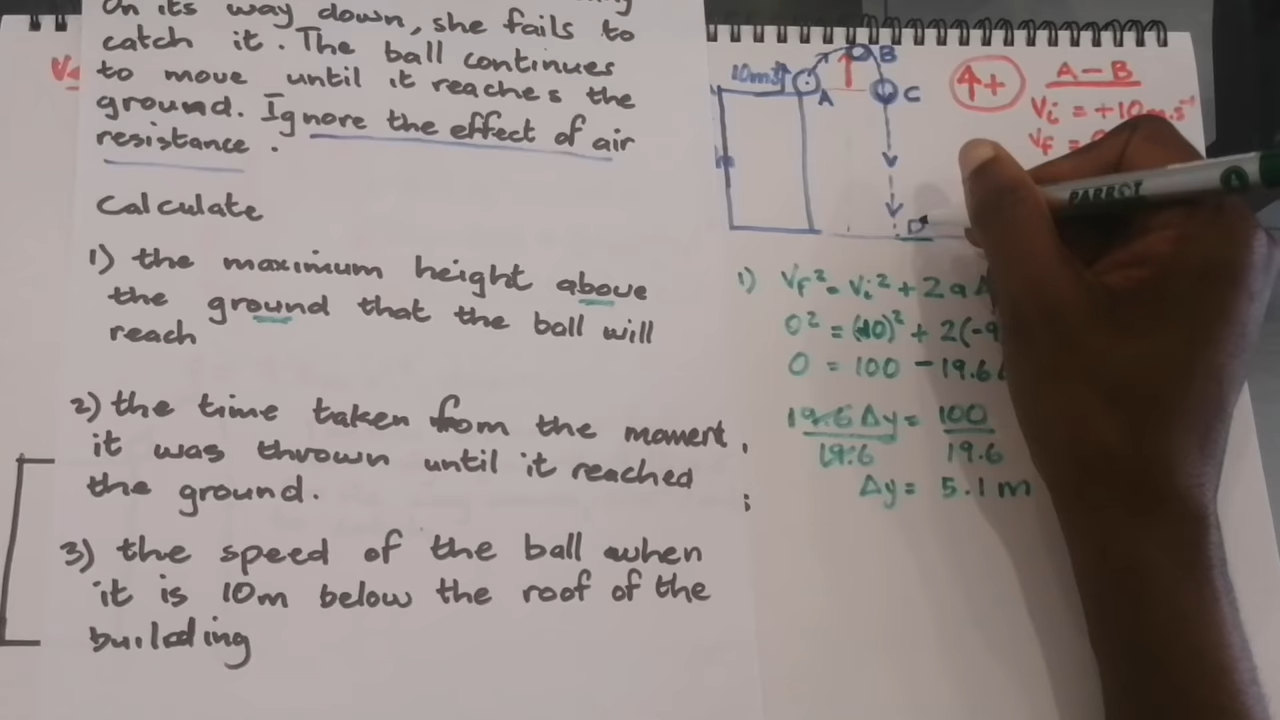 On its way down, she fails to
catch it. The ball continues
to move until it reaches the
ground. Ignore the effect of air
resistance.
Calculate
1) the maximum height above
the ground that the ball will
reach
2) the time taken from the moment
it was thrown until it reached
the ground.
3) the speed of the ball when
it is 10m below the roof of the
building
B
A
C
D
↑+
A-B
Vi = +10m.s⁻¹
Vf =
PARROT
1) Vf² = Vi² + 2a
0² = (+10)² + 2(-9
0 = 100 - 19.6
19.6 Δy = 100
19.6 19.6
Δy = 5.1m